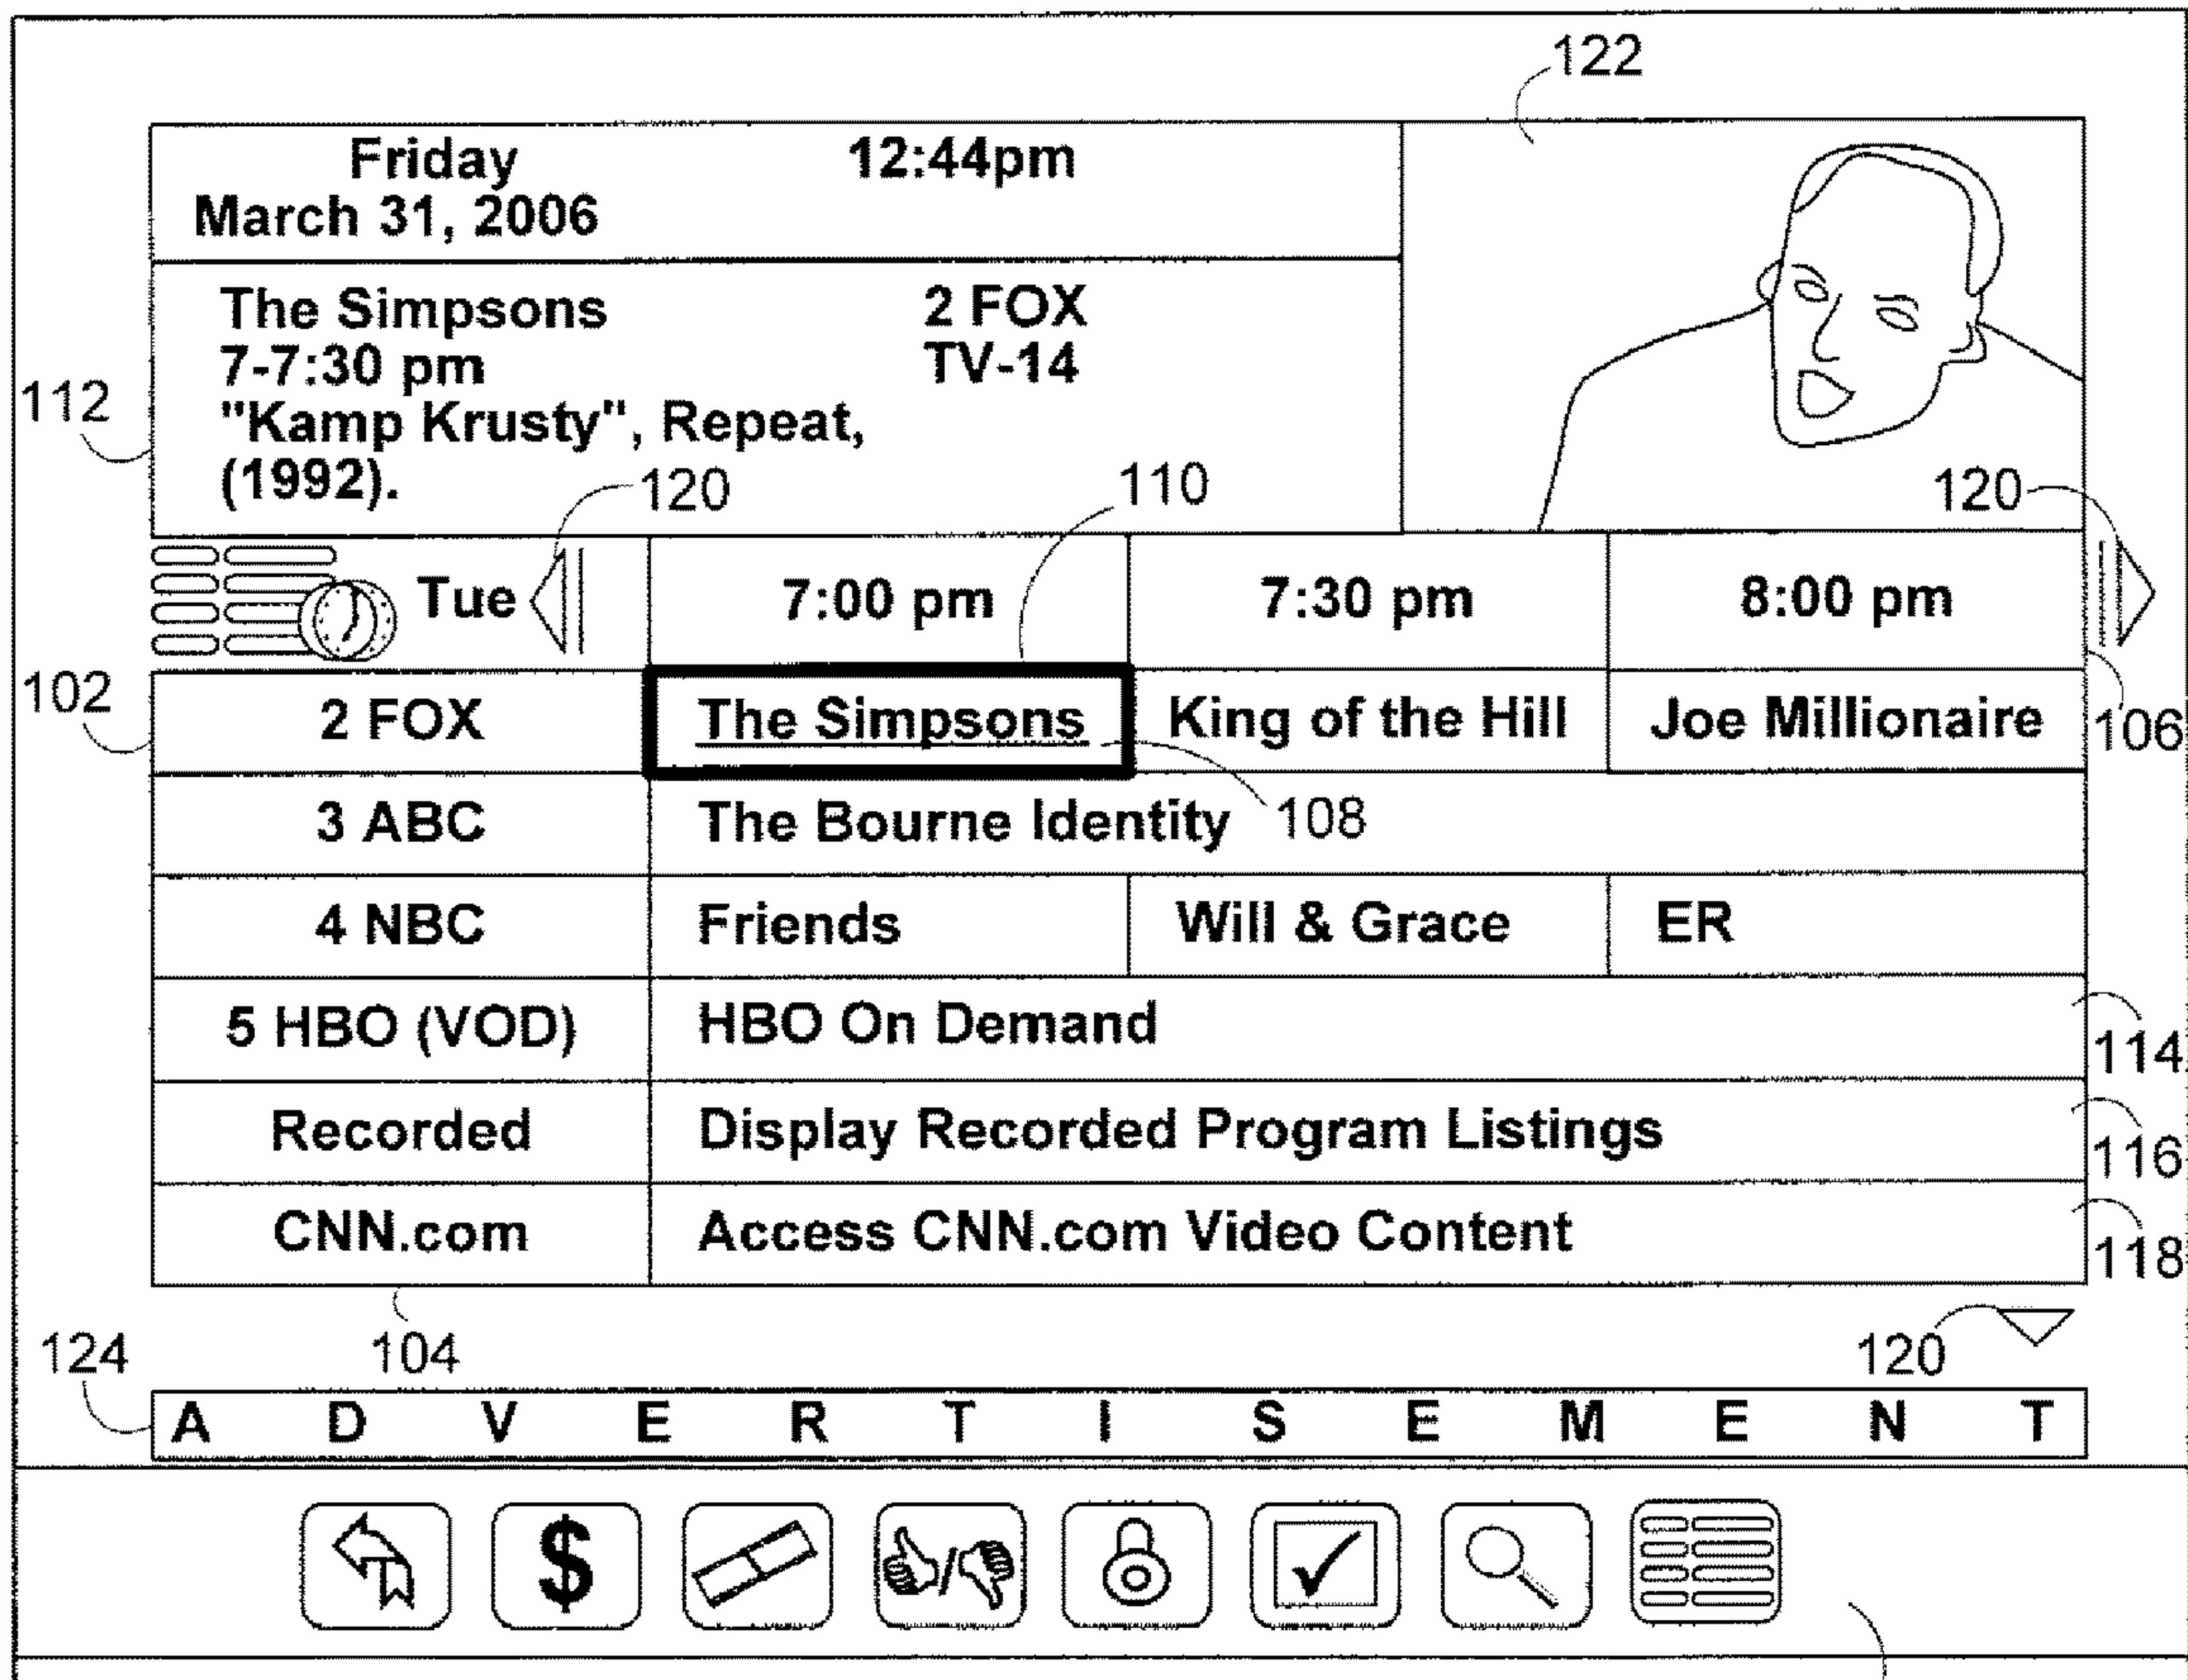 122
Friday 12:44pm
March 31, 2006
The Simpsons 2 FOX
7-7:30 pm TV-14
112
"Kamp Krusty", Repeat,
(1992).
120 110 120
Tue 7:00 pm 7:30 pm 8:00 pm
102
2 FOX The Simpsons King of the Hill Joe Millionaire
106
3 ABC The Bourne Identity 108
4 NBC Friends Will & Grace ER
5 HBO (VOD) HBO On Demand
114
Recorded Display Recorded Program Listings
116
CNN.com Access CNN.com Video Content
118
124 104 120
A D V E R T I S E M E N T
$